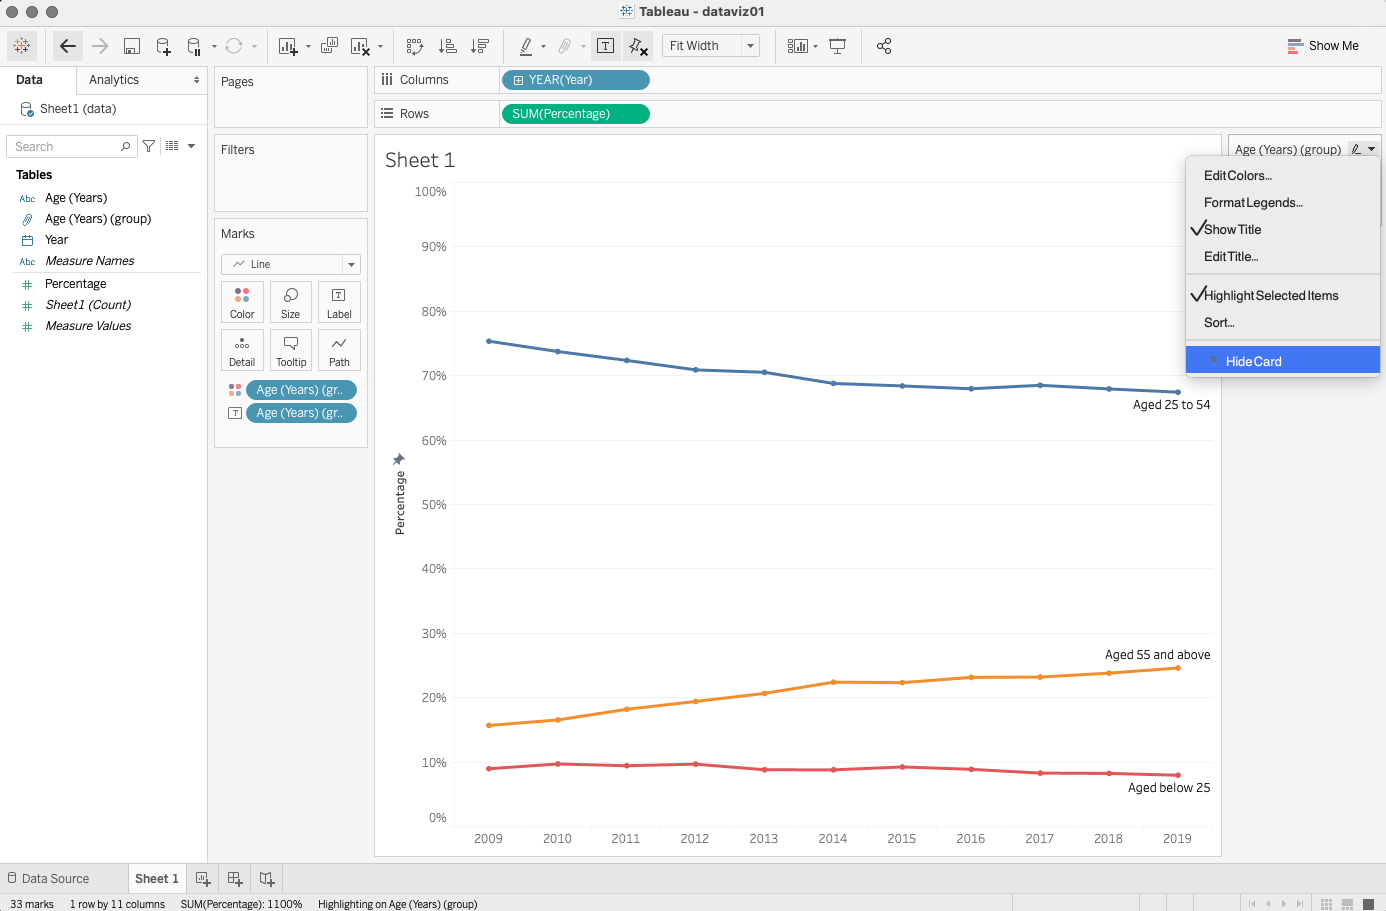 Tableau - dataviz01
Fit Width
Show Me
Data
Analytics
Sheet1 (data)
Search
Tables
Abc Age (Years)
Age (Years) (group)
Year
Abc Measure Names
Percentage
Sheet1 (Count)
Measure Values
Pages
Filters
Marks
Line
Color
Size
Label
Detail
Tooltip
Path
Age (Years) (gr..
Age (Years) (gr..
Columns
YEAR(Year)
Rows
SUM(Percentage)
Sheet 1
100%
90%
80%
70%
60%
50%
40%
30%
20%
10%
0%
Percentage
Aged 25 to 54
Aged 55 and above
Aged below 25
2009 2010 2011 2012 2013 2014 2015 2016 2017 2018 2019
Age (Years) (group)
Edit Colors...
Format Legends...
Show Title
Edit Title...
Highlight Selected Items
Sort...
Hide Card
Data Source
Sheet 1
33 marks 1 row by 11 columns SUM(Percentage): 1100% Highlighting on Age (Years) (group)